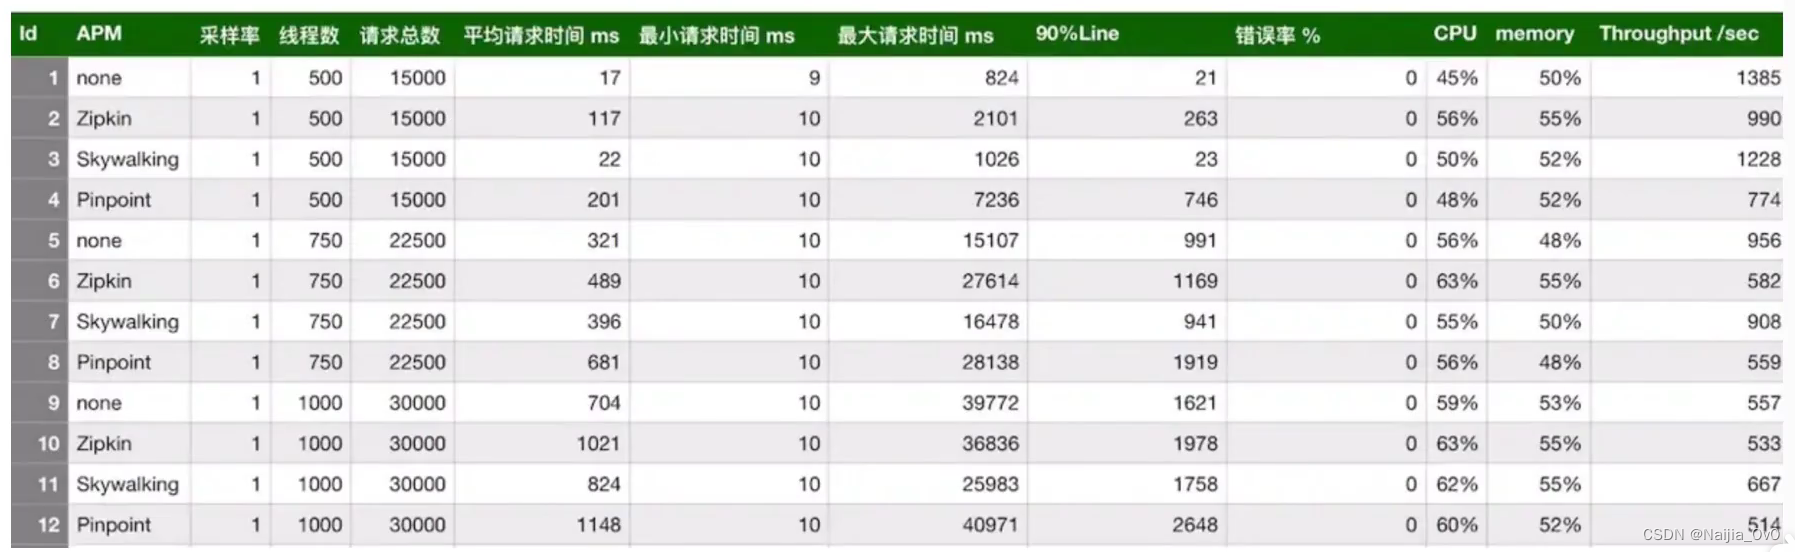 Id APM 采样率 线程数 请求总数 平均请求时间 ms 最小请求时间 ms 最大请求时间 ms 90%Line 错误率 % CPU memory Throughput /sec
1 none 1 500 15000 17 9 824 21 0 45% 50% 1385
2 Zipkin 1 500 15000 117 10 2101 263 0 56% 55% 990
3 Skywalking 1 500 15000 22 10 1026 23 0 50% 52% 1228
4 Pinpoint 1 500 15000 201 10 7236 746 0 48% 52% 774
5 none 1 750 22500 321 10 15107 991 0 56% 48% 956
6 Zipkin 1 750 22500 489 10 27614 1169 0 63% 55% 582
7 Skywalking 1 750 22500 396 10 16478 941 0 55% 50% 908
8 Pinpoint 1 750 22500 681 10 28138 1919 0 56% 48% 559
9 none 1 1000 30000 704 10 39772 1621 0 59% 53% 557
10 Zipkin 1 1000 30000 1021 10 36836 1978 0 63% 55% 533
11 Skywalking 1 1000 30000 824 10 25983 1758 0 62% 55% 667
12 Pinpoint 1 1000 30000 1148 10 40971 2648 0 60% 52% 514
CSDN @Naijia_OvO